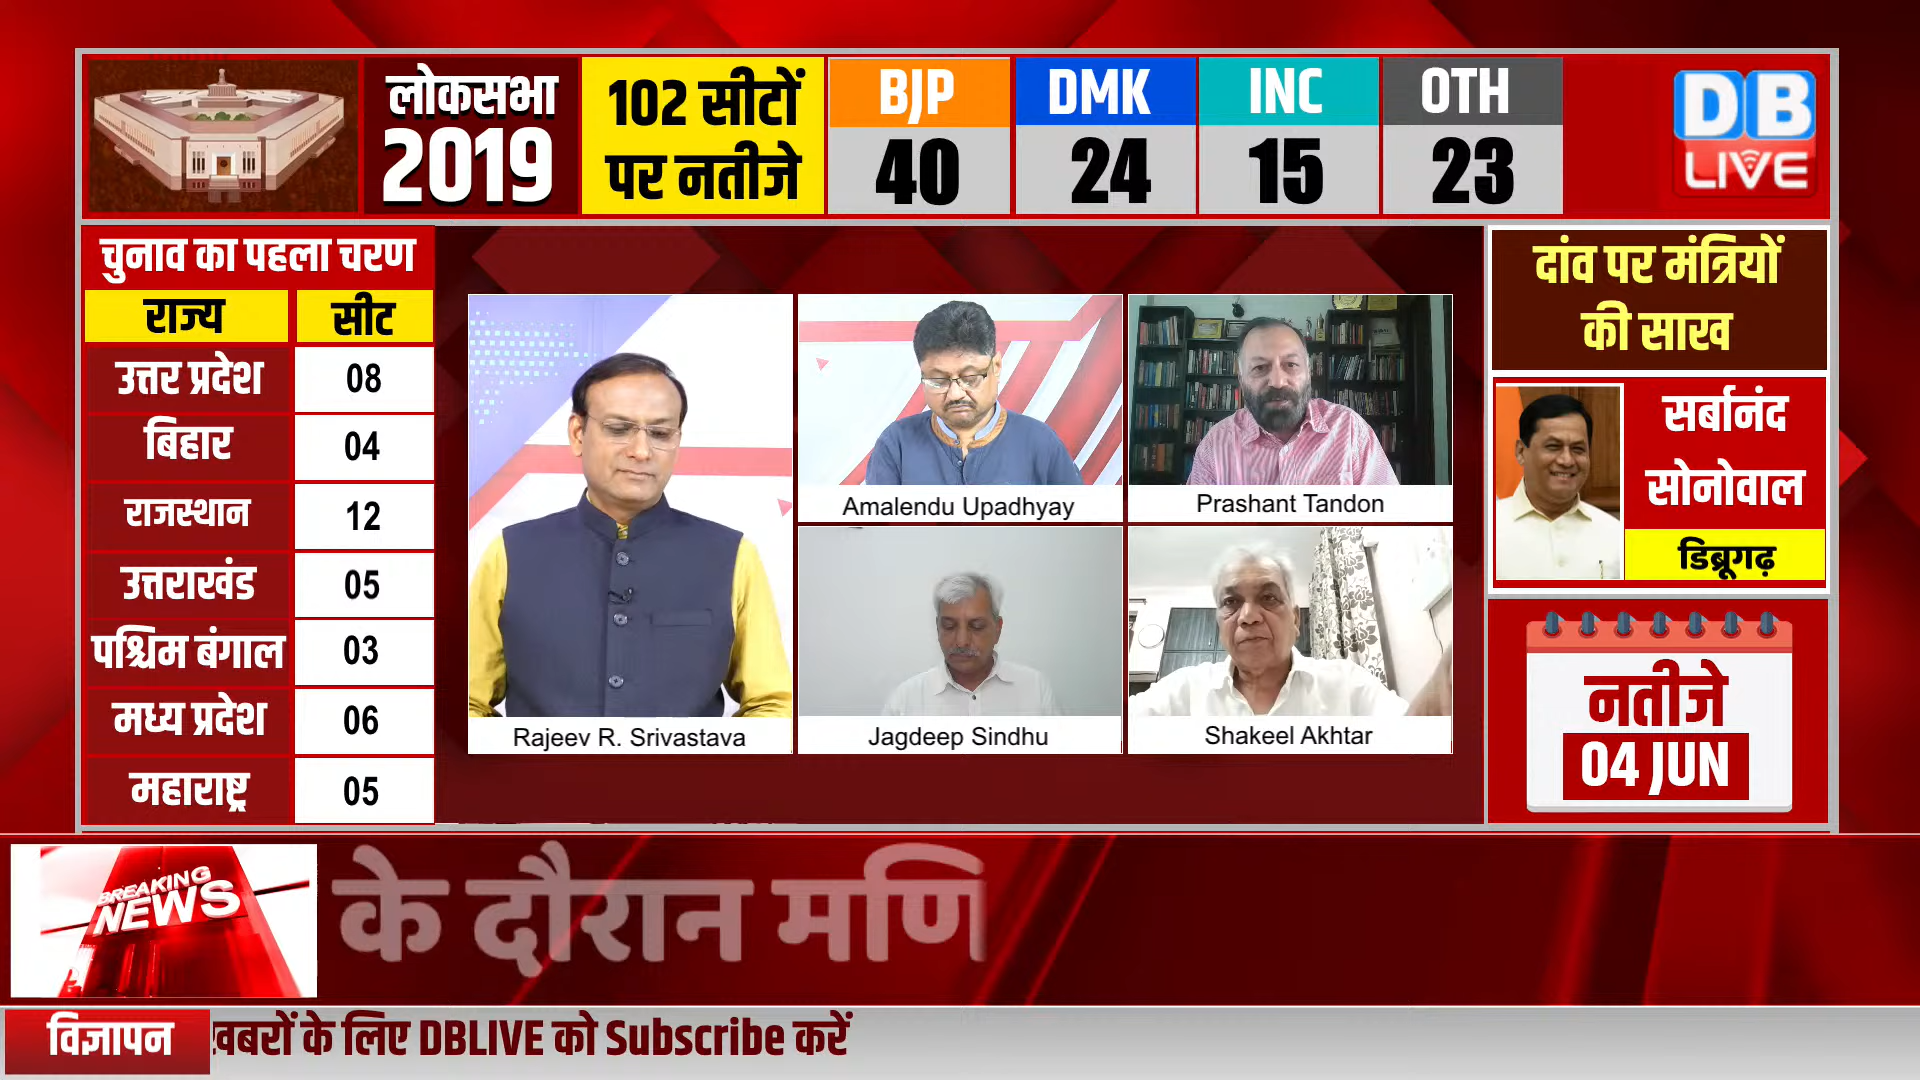 लोकसभा
2019
102 सीटों
पर नतीजे
BJP
40
DMK
24
INC
15
OTH
23
DB
LIVE
चुनाव का पहला चरण
राज्य सीट
उत्तर प्रदेश 08
बिहार 04
राजस्थान 12
उत्तराखंड 05
पश्चिम बंगाल 03
मध्य प्रदेश 06
महाराष्ट्र 05
Rajeev R. Srivastava
Amalendu Upadhyay
Prashant Tandon
Jagdeep Sindhu
Shakeel Akhtar
दांव पर मंत्रियों
की साख
सर्बानंद
सोनोवाल
डिब्रूगढ़
नतीजे
04 JUN
BREAKING
NEWS
के दौरान मणि
विज्ञापन
खबरों के लिए DBLIVE को Subscribe करें